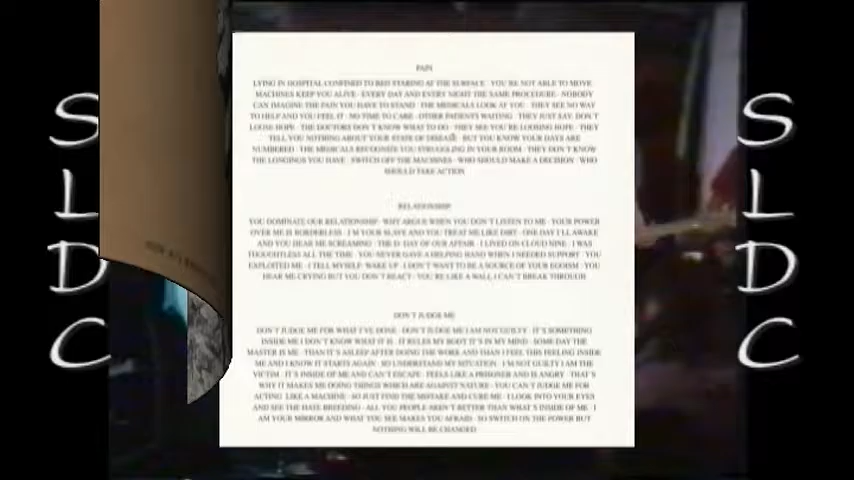 SLDC
PAIN
LYING IN HOSPITAL CONFINED TO BED STARING AT THE SURFACE · YOU'RE NOT ABLE TO MOVE
MACHINES KEEP YOU ALIVE · EVERY DAY AND EVERY NIGHT THE SAME PROCEDURE · NOBODY
CAN IMAGINE THE PAIN YOU HAVE TO STAND · THE MEDICALS LOOK AT YOU · THEY SEE NO WAY
TO HELP AND YOU FEEL IT · NO TIME TO CARE · OTHER PATIENTS WAITING · THEY JUST SAY: DON'T
LOOSE HOPE · THE DOCTORS DON'T KNOW WHAT TO DO · THEY SEE YOU'RE LOOSING HOPE · THEY
TELL YOU NOTHING ABOUT YOUR STATE OF DISEASE · BUT YOU KNOW YOUR DAYS ARE
NUMBERED · THE MEDICALS RECOGNIZE YOU STRUGGLING IN YOUR ROOM · THEY DON'T KNOW
THE LONGINGS YOU HAVE · SWITCH OFF THE MACHINES · WHO SHOULD MAKE A DECISION · WHO
SHOULD TAKE ACTION
RELATIONSHIP
YOU DOMINATE OUR RELATIONSHIP · WHY ARGUE WHEN YOU DON'T LISTEN TO ME · YOUR POWER
OVER ME IS BORDERLESS · I'M YOUR SLAVE AND YOU TREAT ME LIKE DIRT · ONE DAY I'LL AWAKE
AND YOU HEAR ME SCREAMING · THE D-DAY OF OUR AFFAIR · I LIVED ON CLOUD NINE · I WAS
THOUGHTLESS ALL THE TIME · YOU NEVER GAVE A HELPING HAND WHEN I NEEDED SUPPORT · YOU
EXPLOITED ME · I TELL MYSELF: WAKE UP · I DON'T WANT TO BE A SOURCE OF YOUR EGOISM · YOU
HEAR ME CRYING BUT YOU DON'T REACT · YOU'RE LIKE A WALL I CAN'T BREAK THROUGH
DON'T JUDGE ME
DON'T JUDGE ME FOR WHAT I'VE DONE · DON'T JUDGE ME I AM NOT GUILTY · IT'S SOMETHING
INSIDE ME I DON'T KNOW WHAT IT IS · IT RULES MY BODY IT'S IN MY MIND · SOME DAY THE
MASTER IS ME · THAN IT'S ASLEEP AFTER DOING THE WORK AND THAN I FEEL THIS FEELING INSIDE
ME AND I KNOW IT STARTS AGAIN · SO UNDERSTAND MY SITUATION · I'M NOT GUILTY I AM THE
VICTIM · IT'S INSIDE OF ME AND CAN'T ESCAPE · FEELS LIKE A PRISONER AND IS ANGRY · THAT'S
WHY IT MAKES ME DOING THINGS WHICH ARE AGAINST NATURE · YOU CAN'T JUDGE ME FOR
ACTING LIKE A MACHINE · SO JUST FIND THE MISTAKE AND CURE ME · I LOOK INTO YOUR EYES
AND SEE THE HATE BREEDING · ALL YOU PEOPLE AREN'T BETTER THAN WHAT'S INSIDE OF ME · I
AM YOUR MIRROR AND WHAT YOU SEE MAKES YOU AFRAID · SO SWITCH ON THE POWER BUT
NOTHING WILL BE CHANGED
SLDC